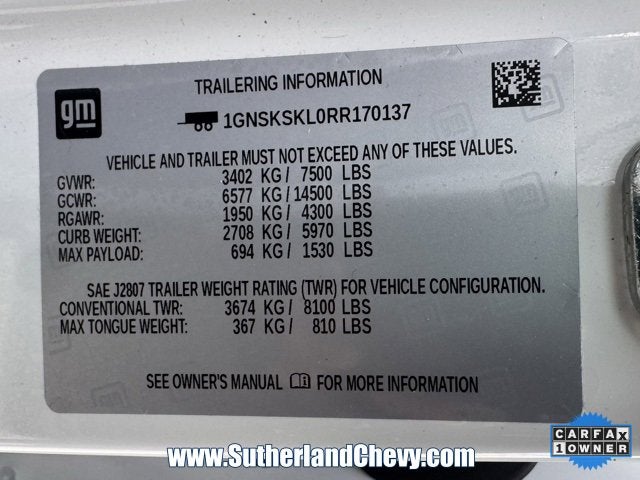 gm
TRAILERING INFORMATION
1GNSKSKL0RR170137
VEHICLE AND TRAILER MUST NOT EXCEED ANY OF THESE VALUES.
GVWR: 3402 KG / 7500 LBS
GCWR: 6577 KG / 14500 LBS
RGAWR: 1950 KG / 4300 LBS
CURB WEIGHT: 2708 KG / 5970 LBS
MAX PAYLOAD: 694 KG / 1530 LBS
SAE J2807 TRAILER WEIGHT RATING (TWR) FOR VEHICLE CONFIGURATION.
CONVENTIONAL TWR: 3674 KG / 8100 LBS
MAX TONGUE WEIGHT: 367 KG / 810 LBS
SEE OWNER'S MANUAL FOR MORE INFORMATION
www.SutherlandChevy.com
CARFAX
1 OWNER